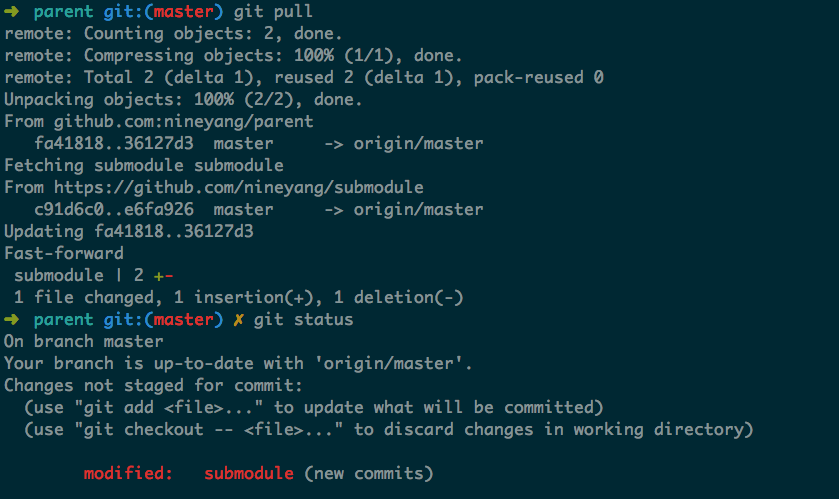 ➜ parent git:(master) git pull
remote: Counting objects: 2, done.
remote: Compressing objects: 100% (1/1), done.
remote: Total 2 (delta 1), reused 2 (delta 1), pack-reused 0
Unpacking objects: 100% (2/2), done.
From github.com:nineyang/parent
   fa41818..36127d3  master     -> origin/master
Fetching submodule submodule
From https://github.com/nineyang/submodule
   c91d6c0..e6fa926  master     -> origin/master
Updating fa41818..36127d3
Fast-forward
 submodule | 2 +-
 1 file changed, 1 insertion(+), 1 deletion(-)
➜ parent git:(master) ✗ git status
On branch master
Your branch is up-to-date with 'origin/master'.
Changes not staged for commit:
  (use "git add <file>..." to update what will be committed)
  (use "git checkout -- <file>..." to discard changes in working directory)
        modified:   submodule (new commits)